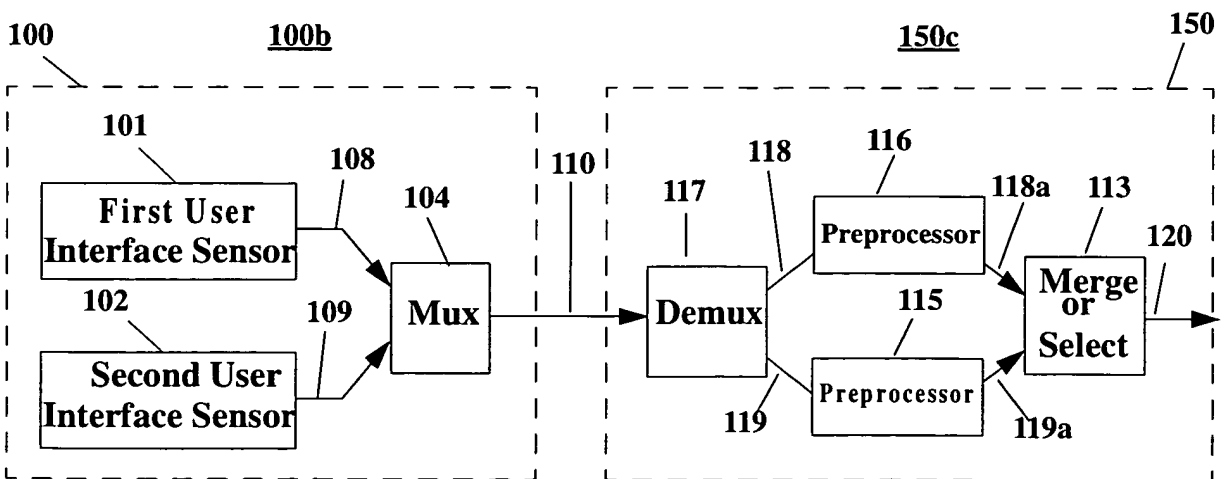 100
100b
150c
150
101
108
First User
Interface Sensor
104
Mux
102
109
Second User
Interface Sensor
110
117
Demux
118
116
Preprocessor
118a
113
Merge
or
Select
120
115
Preprocessor
119
119a